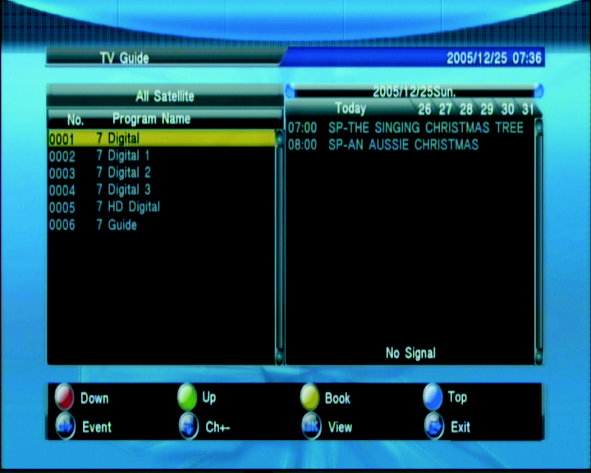 TV Guide
2005/12/25 07:36
All Satellite
2005/12/25Sun.
No. Program Name
Today 26 27 28 29 30 31
0001 7 Digital
0002 7 Digital 1
0003 7 Digital 2
0004 7 Digital 3
0005 7 HD Digital
0006 7 Guide
07:00 SP-THE SINGING CHRISTMAS TREE
08:00 SP-AN AUSSIE CHRISTMAS
No Signal
Down Up Book Top
Event Ch+- OK View Exit